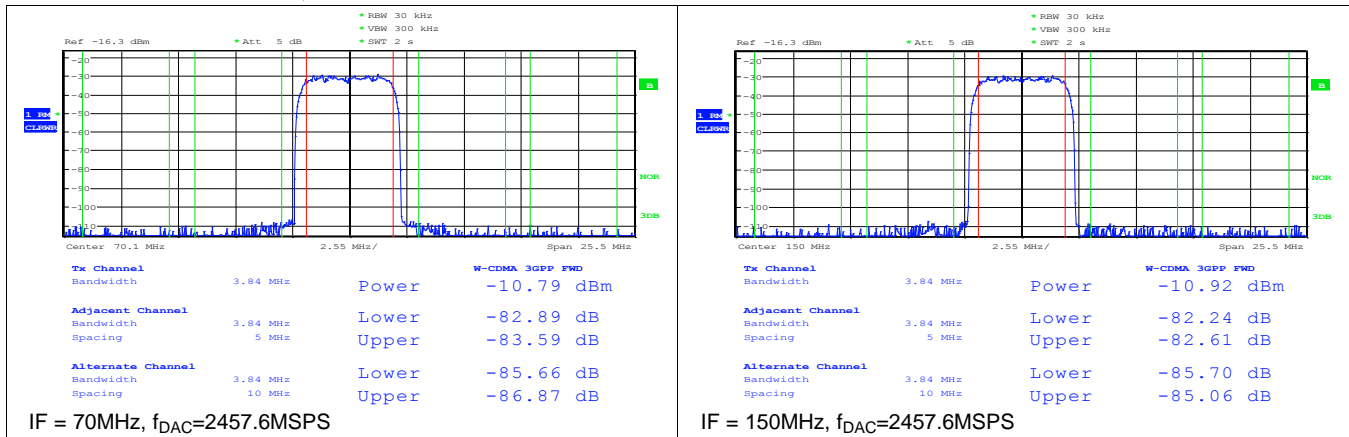 * RBW 30 kHz
* VBW 300 kHz
Ref -16.3 dBm * Att 5 dB * SWT 2 s
-20
-30
-40
B
1 RM *
-50
CLRWR
-60
-70
-80
NOR
-90
-100
3DB
-110
Center 70.1 MHz 2.55 MHz/ Span 25.5 MHz
Tx Channel W-CDMA 3GPP FWD
Bandwidth 3.84 MHz Power -10.79 dBm
Adjacent Channel
Bandwidth 3.84 MHz Lower -82.89 dB
Spacing 5 MHz Upper -83.59 dB
Alternate Channel
Bandwidth 3.84 MHz Lower -85.66 dB
Spacing 10 MHz Upper -86.87 dB
IF = 70MHz, fDAC=2457.6MSPS
* RBW 30 kHz
* VBW 300 kHz
Ref -16.3 dBm * Att 5 dB * SWT 2 s
-20
-30
-40
B
1 RM *
-50
CLRWR
-60
-70
-80
NOR
-90
-100
3DB
-110
Center 150 MHz 2.55 MHz/ Span 25.5 MHz
Tx Channel W-CDMA 3GPP FWD
Bandwidth 3.84 MHz Power -10.92 dBm
Adjacent Channel
Bandwidth 3.84 MHz Lower -82.24 dB
Spacing 5 MHz Upper -82.61 dB
Alternate Channel
Bandwidth 3.84 MHz Lower -85.70 dB
Spacing 10 MHz Upper -85.06 dB
IF = 150MHz, fDAC=2457.6MSPS